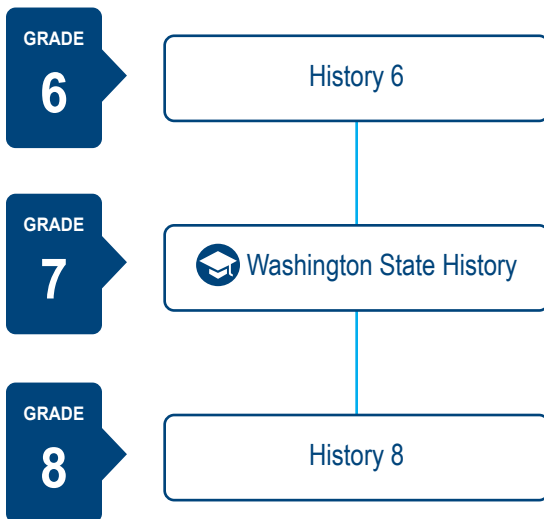 GRADE
6
History 6
GRADE
7
Washington State History
GRADE
8
History 8